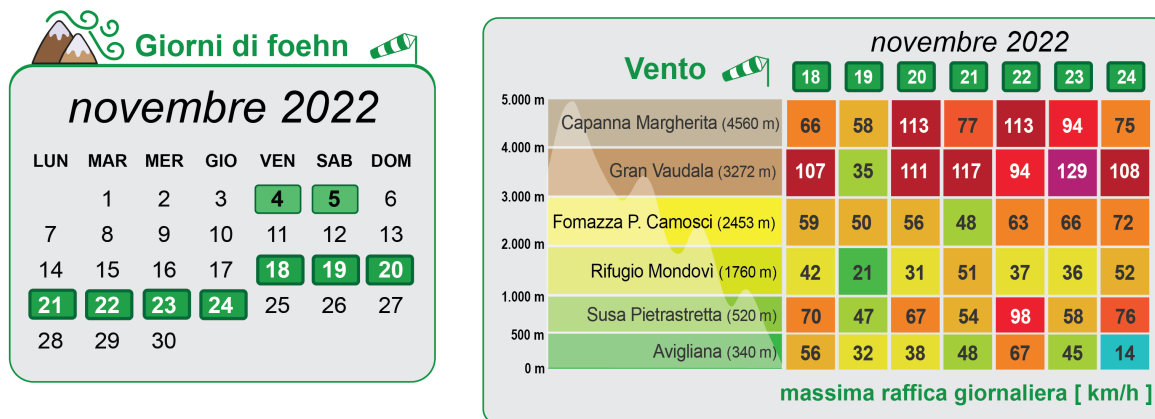 Giorni di foehn
novembre 2022
LUN MAR MER GIO VEN SAB DOM
1 2 3 4 5 6
7 8 9 10 11 12 13
14 15 16 17 18 19 20
21 22 23 24 25 26 27
28 29 30
novembre 2022
Vento 18 19 20 21 22 23 24
5.000 m
Capanna Margherita (4560 m) 66 58 113 77 113 94 75
4.000 m
Gran Vaudala (3272 m) 107 35 111 117 94 129 108
3.000 m
Fomazza P. Camosci (2453 m) 59 50 56 48 63 66 72
2.000 m
Rifugio Mondovì (1760 m) 42 21 31 51 37 36 52
1.000 m
Susa Pietrastretta (520 m) 70 47 67 54 98 58 76
500 m
Avigliana (340 m) 56 32 38 48 67 45 14
0 m
massima raffica giornaliera [ km/h ]